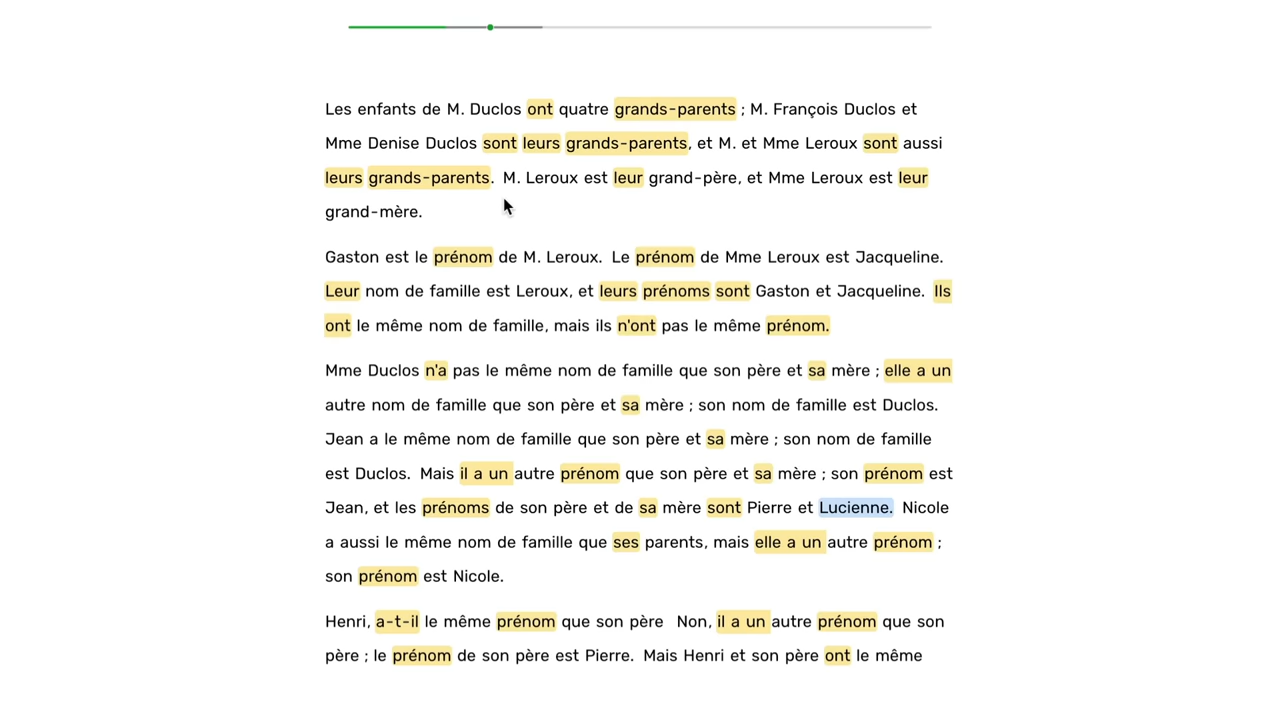 Les enfants de M. Duclos ont quatre grands-parents ; M. François Duclos et
Mme Denise Duclos sont leurs grands-parents, et M. et Mme Leroux sont aussi
leurs grands-parents. M. Leroux est leur grand-père, et Mme Leroux est leur
grand-mère.
Gaston est le prénom de M. Leroux. Le prénom de Mme Leroux est Jacqueline.
Leur nom de famille est Leroux, et leurs prénoms sont Gaston et Jacqueline. Ils
ont le même nom de famille, mais ils n'ont pas le même prénom.
Mme Duclos n'a pas le même nom de famille que son père et sa mère ; elle a un
autre nom de famille que son père et sa mère ; son nom de famille est Duclos.
Jean a le même nom de famille que son père et sa mère ; son nom de famille
est Duclos. Mais il a un autre prénom que son père et sa mère ; son prénom est
Jean, et les prénoms de son père et de sa mère sont Pierre et Lucienne. Nicole
a aussi le même nom de famille que ses parents, mais elle a un autre prénom ;
son prénom est Nicole.
Henri, a-t-il le même prénom que son père Non, il a un autre prénom que son
père ; le prénom de son père est Pierre. Mais Henri et son père ont le même